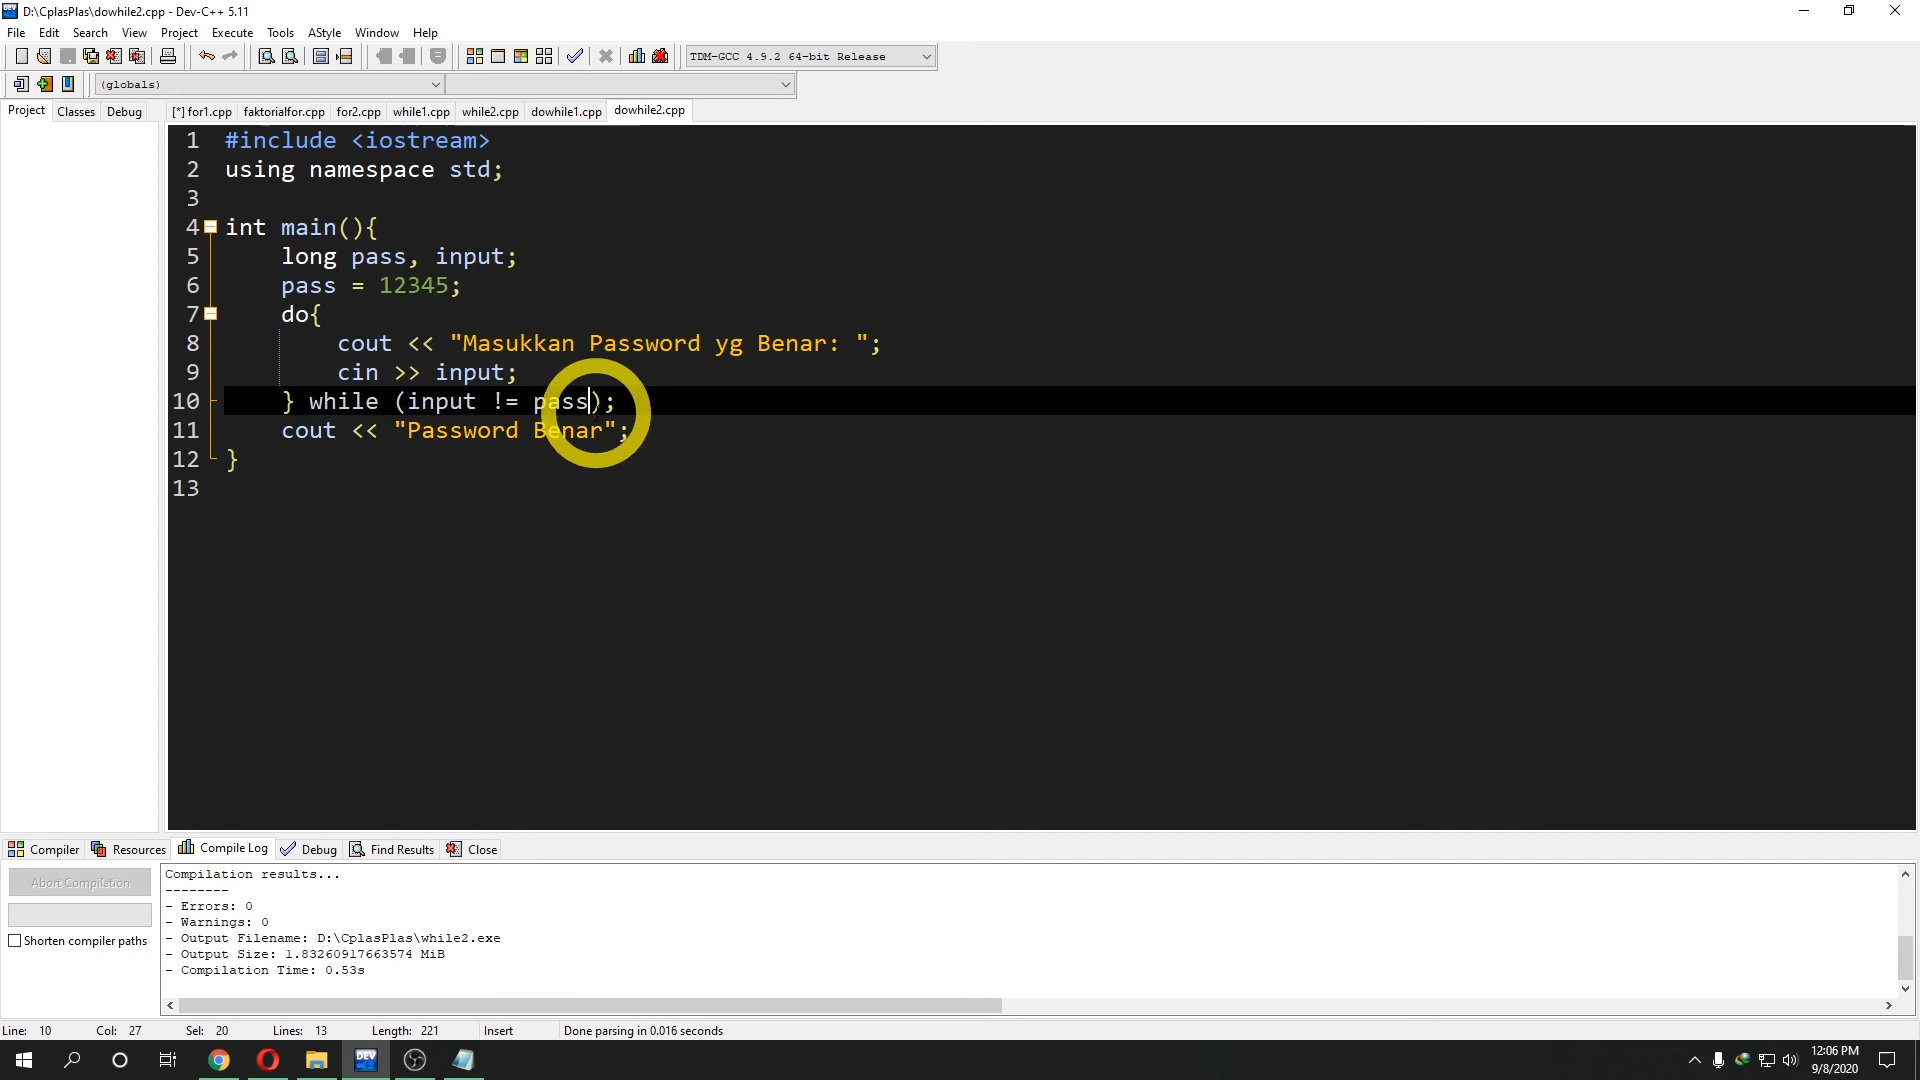 D:\CplasPlas\dowhile2.cpp - Dev-C++ 5.11
File Edit Search View Project Execute Tools AStyle Window Help
TDM-GCC 4.9.2 64-bit Release
(globals)
Project Classes Debug [*] for1.cpp faktorialfor.cpp for2.cpp while1.cpp while2.cpp dowhile1.cpp dowhile2.cpp
1 #include <iostream>
2 using namespace std;
3
4 int main(){
5 long pass, input;
6 pass = 12345;
7 do{
8 cout << "Masukkan Password yg Benar: ";
9 cin >> input;
10 } while (input != pass);
11 cout << "Password Benar";
12 }
13
Compiler Resources Compile Log Debug Find Results Close
Abort Compilation
Shorten compiler paths
Compilation results...
--------
- Errors: 0
- Warnings: 0
- Output Filename: D:\CplasPlas\while2.exe
- Output Size: 1.83260917663574 MiB
- Compilation Time: 0.53s
Line: 10 Col: 27 Sel: 20 Lines: 13 Length: 221 Insert Done parsing in 0.016 seconds
DEV C++
12:06 PM
9/8/2020